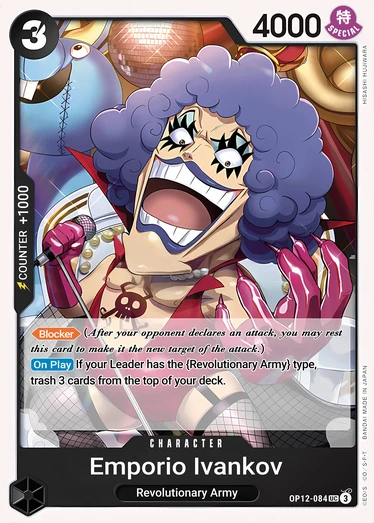 3
4000
特
SPECIAL
HISASHI FUJIWARA
COUNTER +1000
Blocker (After your opponent declares an attack, you may rest
this card to make it the new target of the attack.)
On Play If your Leader has the {Revolutionary Army} type,
trash 3 cards from the top of your deck.
CHARACTER
Emporio Ivankov
Revolutionary Army
OP12-084 UC 3
©E.O/S ©E.O./S.F.T
BANDAI MADE IN JAPAN